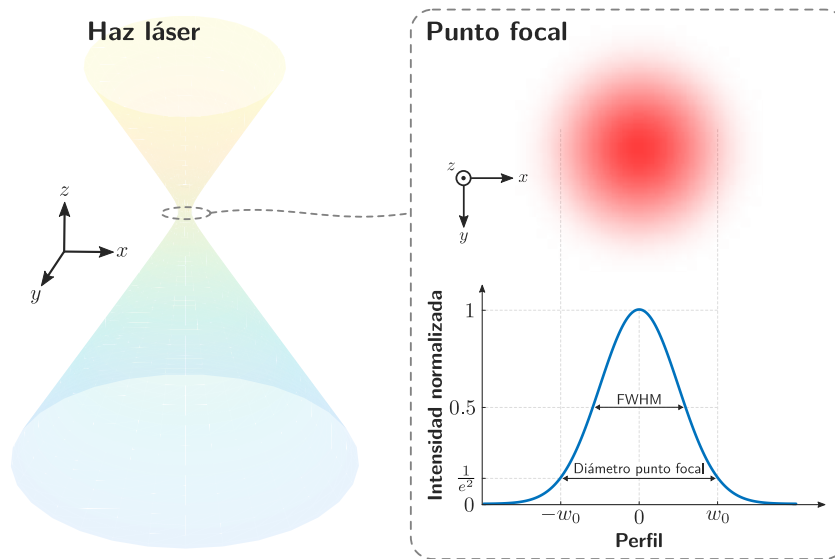 Haz láser
z
x
y
Punto focal
z
x
y
Intensidad normalizada
1
0.5
1/e²
0
FWHM
Diámetro punto focal
−w₀
0
w₀
Perfil